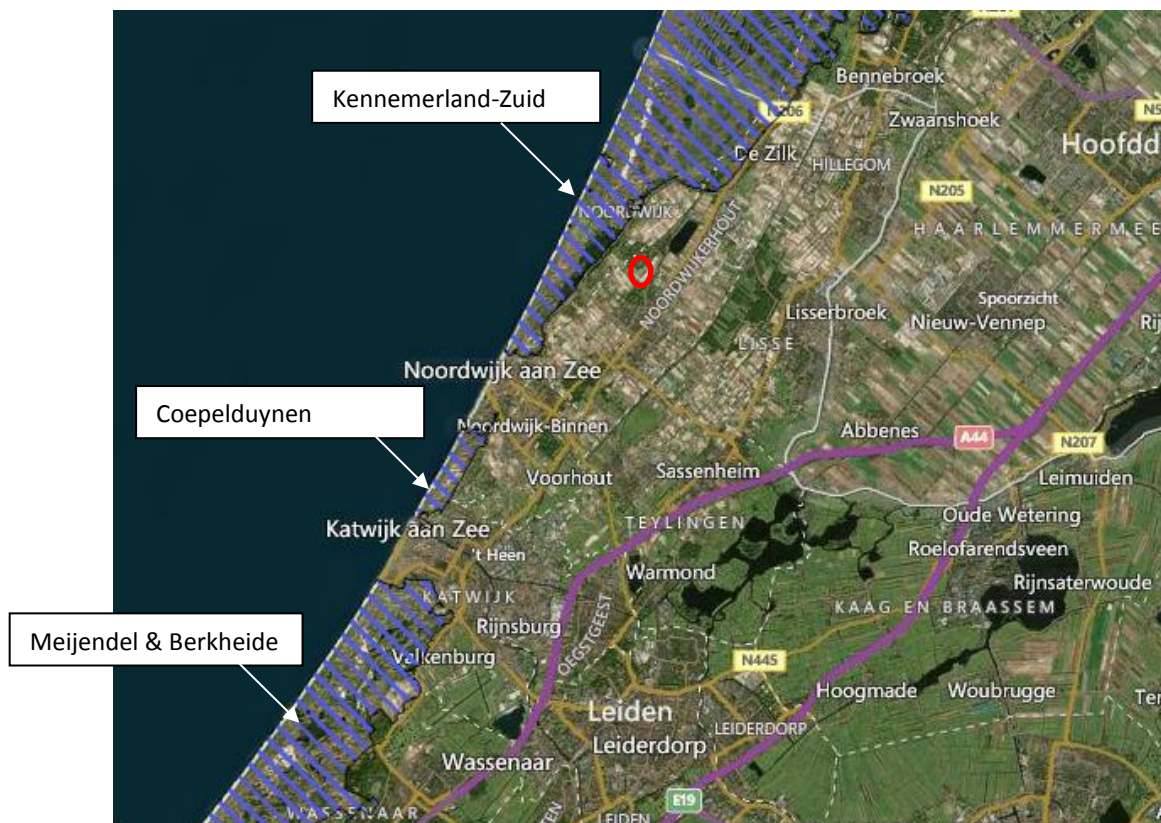 Kennemerland-Zuid
Bennebroek
N206
Zwaanshoek
Hoofdd
De Zilk
HILLEGOM
N205
NOORDWIJK
HAARLEMMERMEE
NOORDWIJKERHOUT
Spoorzicht
Lisserbroek
Nieuw-Vennep
Rij
LISSE
Noordwijk aan Zee
Coepelduynen
Noordwijk-Binnen
Abbenes
A44
N207
Voorhout
Sassenheim
Leimuiden
TEYLINGEN
Oude Wetering
Katwijk aan Zee
't Heen
Roelofarendsveen
Warmond
Rijnsaterwoude
KATWIJK
KAAG EN BRAASSEM
Rijnsburg
OEGSTGEEST
Meijendel & Berkheide
Valkenburg
N445
Hoogmade
Woubrugge
Ter
Leiden
LEIDERDORP
Leiderdorp
Wassenaar
E19
WASSENAAR
LEIDEN